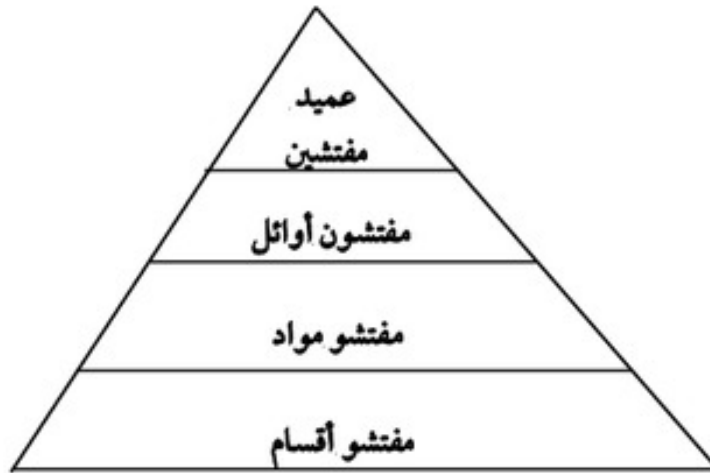 عميد
مفتشين
مفتشون أوائل
مفتشو مواد
مفتشو أقسام